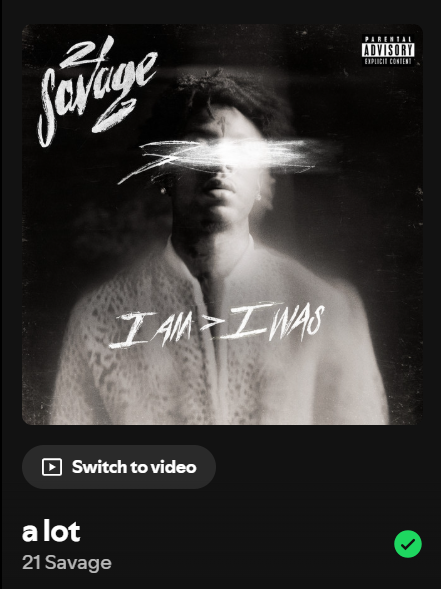 21
Savage
PARENTAL
ADVISORY
EXPLICIT CONTENT
I AM > I WAS
Switch to video
a lot
21 Savage